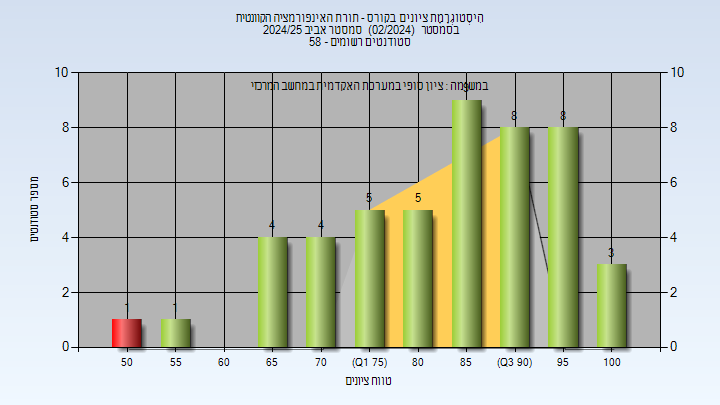 היסטוגרמת ציונים בקורס - תורת האינפורמציה הקוונטית
בסמסטר (02/2024) סמסטר אביב 2024/25
סטודנטים רשומים - 58
במשימה : ציון סופי במערכת האקדמית במחשב המרכזי
מספר סטודנטים
10 10
8 8
6 6
4 4
2 2
0 0
1 1 4 4 5 5 9 8 8 3
50 55 60 65 70 (Q1 75) 80 85 (Q3 90) 95 100
טווח ציונים